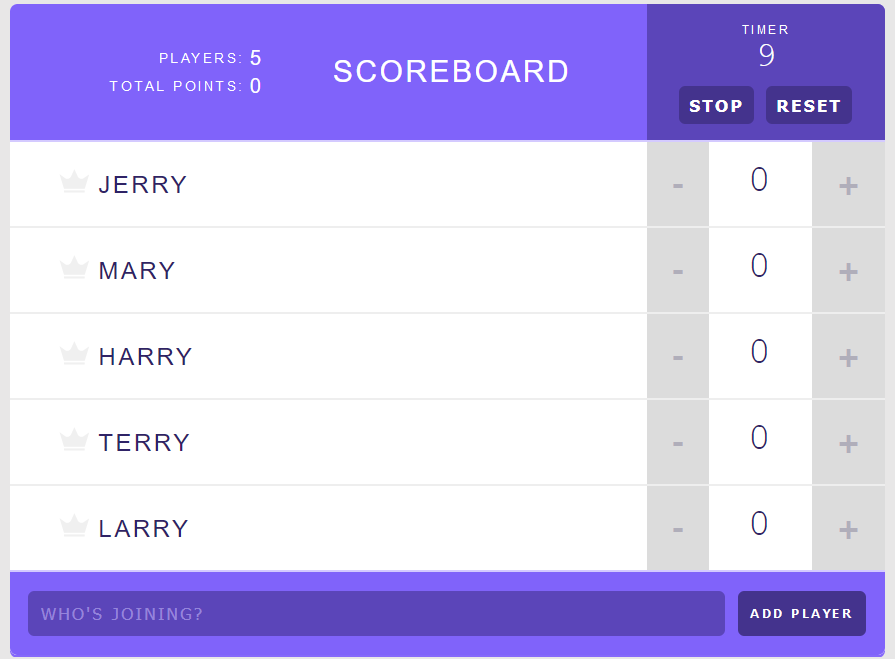 PLAYERS: 5
TOTAL POINTS: 0
SCOREBOARD
TIMER
9
STOP RESET
JERRY - 0 +
MARY - 0 +
HARRY - 0 +
TERRY - 0 +
LARRY - 0 +
WHO'S JOINING? ADD PLAYER